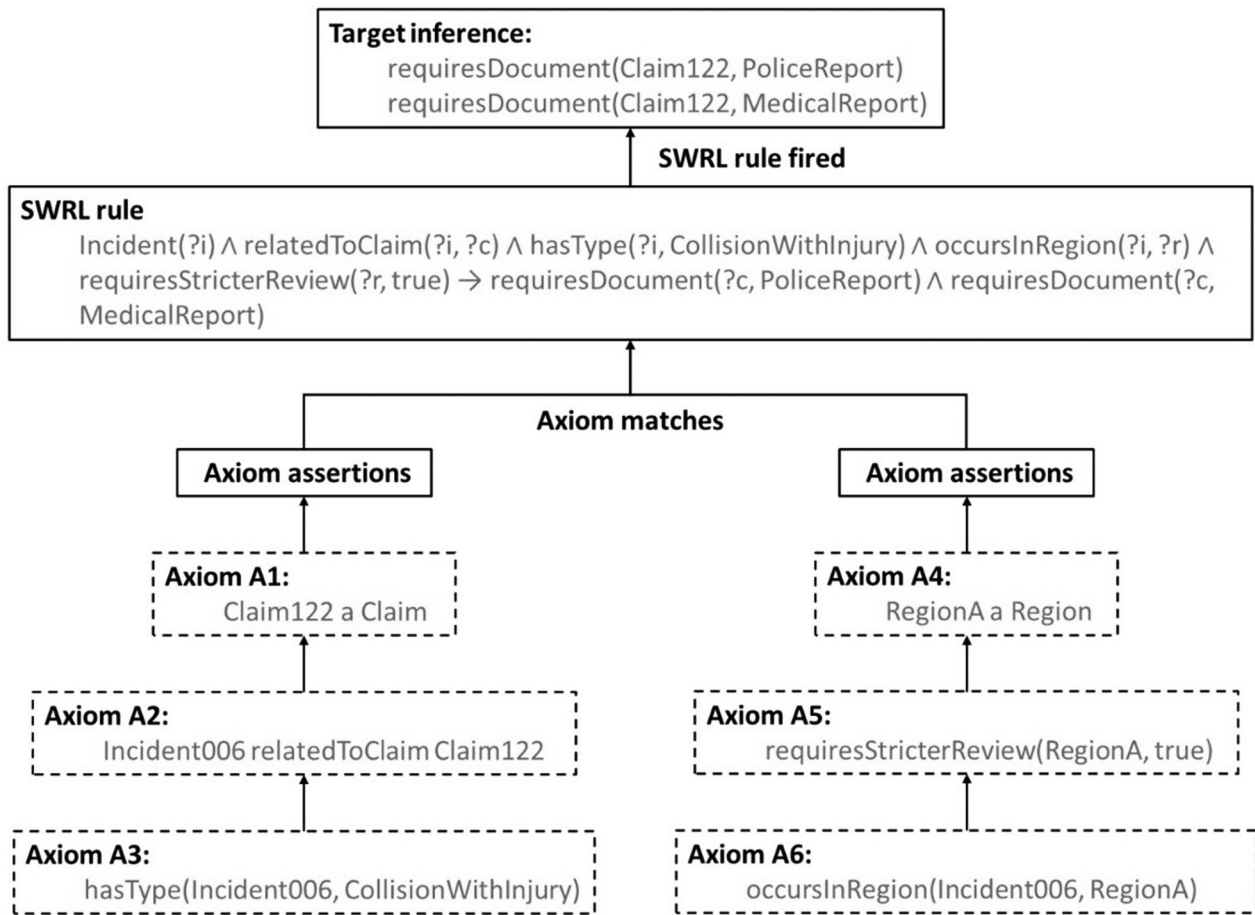 Target inference:
requiresDocument(Claim122, PoliceReport)
requiresDocument(Claim122, MedicalReport)
SWRL rule fired
SWRL rule
Incident(?i) ∧ relatedToClaim(?i, ?c) ∧ hasType(?i, CollisionWithInjury) ∧ occursInRegion(?i, ?r) ∧
requiresStricterReview(?r, true) → requiresDocument(?c, PoliceReport) ∧ requiresDocument(?c,
MedicalReport)
Axiom matches
Axiom assertions
Axiom assertions
Axiom A1:
Claim122 a Claim
Axiom A4:
RegionA a Region
Axiom A2:
Incident006 relatedToClaim Claim122
Axiom A5:
requiresStricterReview(RegionA, true)
Axiom A3:
hasType(Incident006, CollisionWithInjury)
Axiom A6:
occursInRegion(Incident006, RegionA)